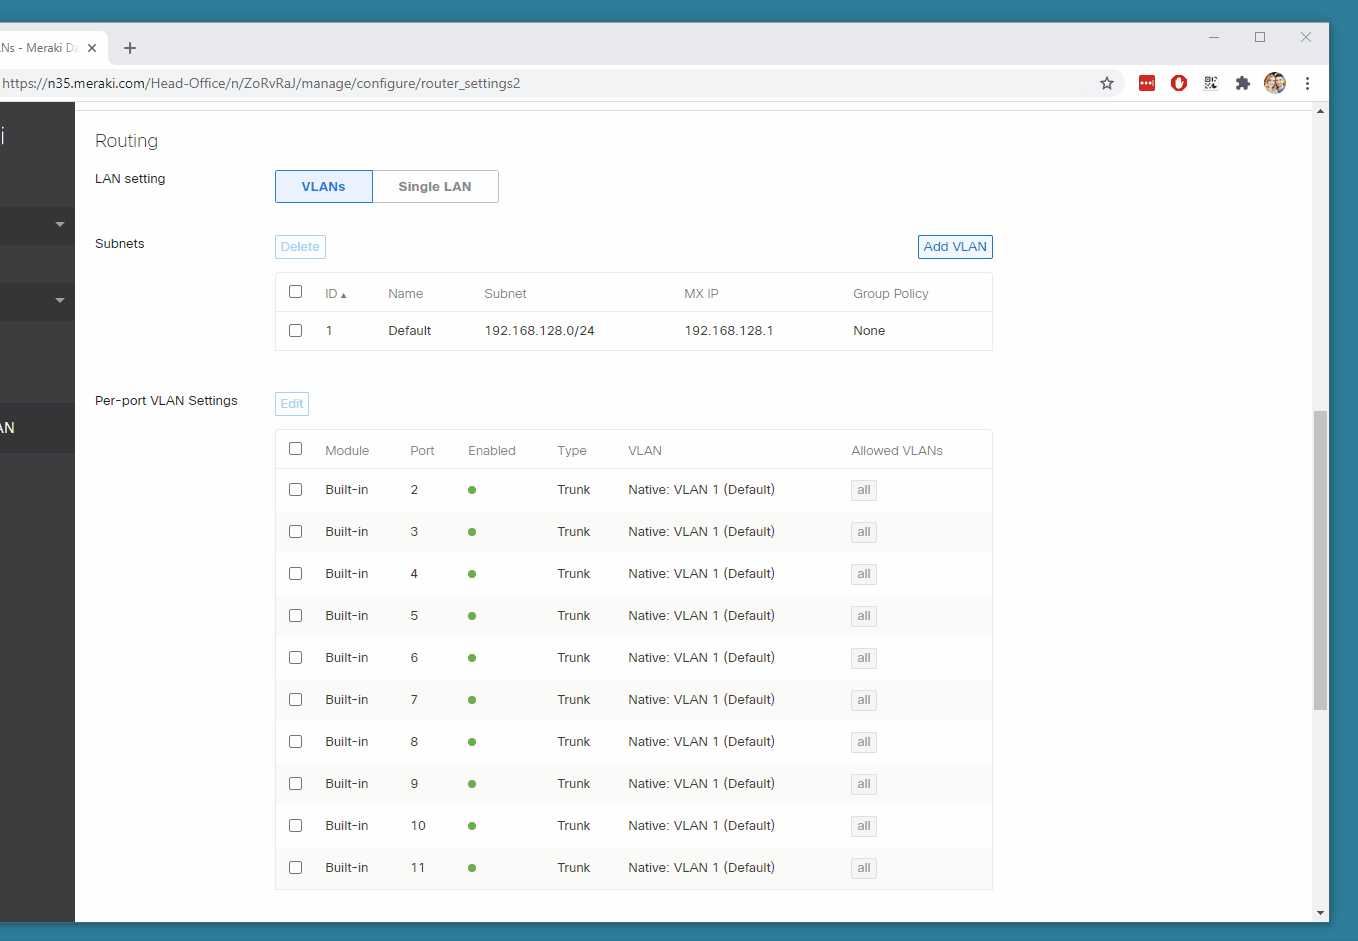 Ns - Meraki Da
https://n35.meraki.com/Head-Office/n/ZoRvRaJ/manage/configure/router_settings2
i
AN
Routing
LAN setting
VLANs Single LAN
Subnets
Delete Add VLAN
ID Name Subnet MX IP Group Policy
1 Default 192.168.128.0/24 192.168.128.1 None
Per-port VLAN Settings
Edit
Module Port Enabled Type VLAN Allowed VLANs
Built-in 2 Trunk Native: VLAN 1 (Default) all
Built-in 3 Trunk Native: VLAN 1 (Default) all
Built-in 4 Trunk Native: VLAN 1 (Default) all
Built-in 5 Trunk Native: VLAN 1 (Default) all
Built-in 6 Trunk Native: VLAN 1 (Default) all
Built-in 7 Trunk Native: VLAN 1 (Default) all
Built-in 8 Trunk Native: VLAN 1 (Default) all
Built-in 9 Trunk Native: VLAN 1 (Default) all
Built-in 10 Trunk Native: VLAN 1 (Default) all
Built-in 11 Trunk Native: VLAN 1 (Default) all